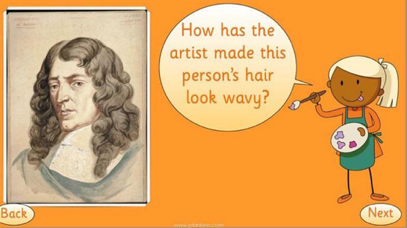 How has the
artist made this
person's hair
look wavy?
Back
Next